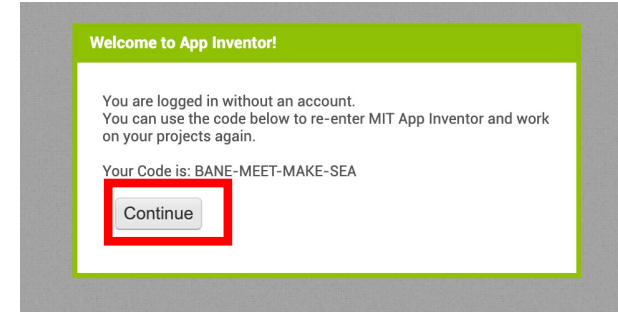 Welcome to App Inventor!
You are logged in without an account.
You can use the code below to re-enter MIT App Inventor and work
on your projects again.
Your Code is: BANE-MEET-MAKE-SEA
Continue